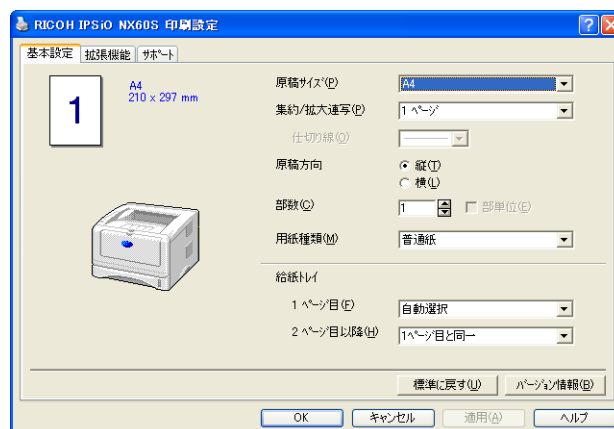 RICOH IPSiO NX60S 印刷設定
基本設定 拡張機能 サポート
1
A4
210 x 297 mm
原稿サイズ(P) A4
集約/拡大連写(P) 1 ページ
仕切り線(O)
原稿方向 縦(T)
横(L)
部数(C) 1 部単位(E)
用紙種類(M) 普通紙
給紙トレイ
1 ページ目(F) 自動選択
2 ページ目以降(H) 1ページ目と同一
標準に戻す(U) バージョン情報(B)
OK キャンセル 適用(A) ヘルプ